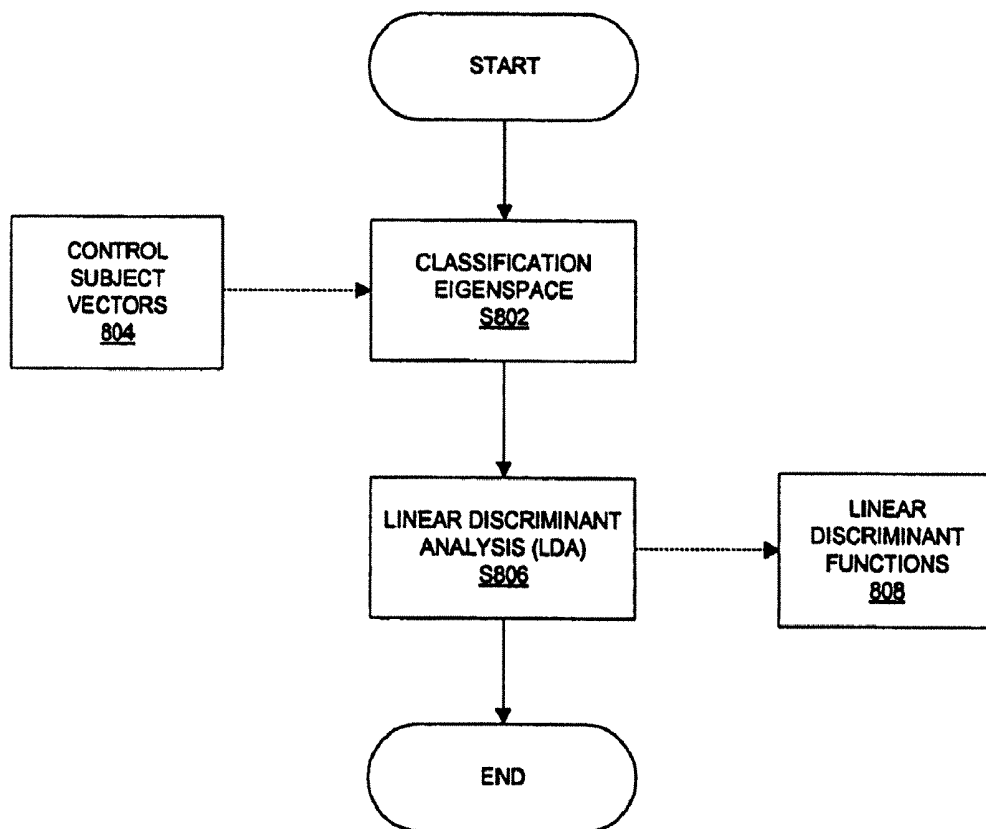 START
CONTROL
SUBJECT
VECTORS
804
CLASSIFICATION
EIGENSPACE
S802
LINEAR DISCRIMINANT
ANALYSIS (LDA)
S806
LINEAR
DISCRIMINANT
FUNCTIONS
808
END